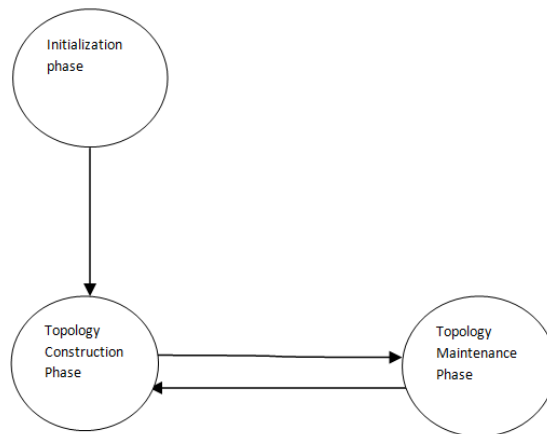 Initialization
phase
Topology
Construction
Phase
Topology
Maintenance
Phase